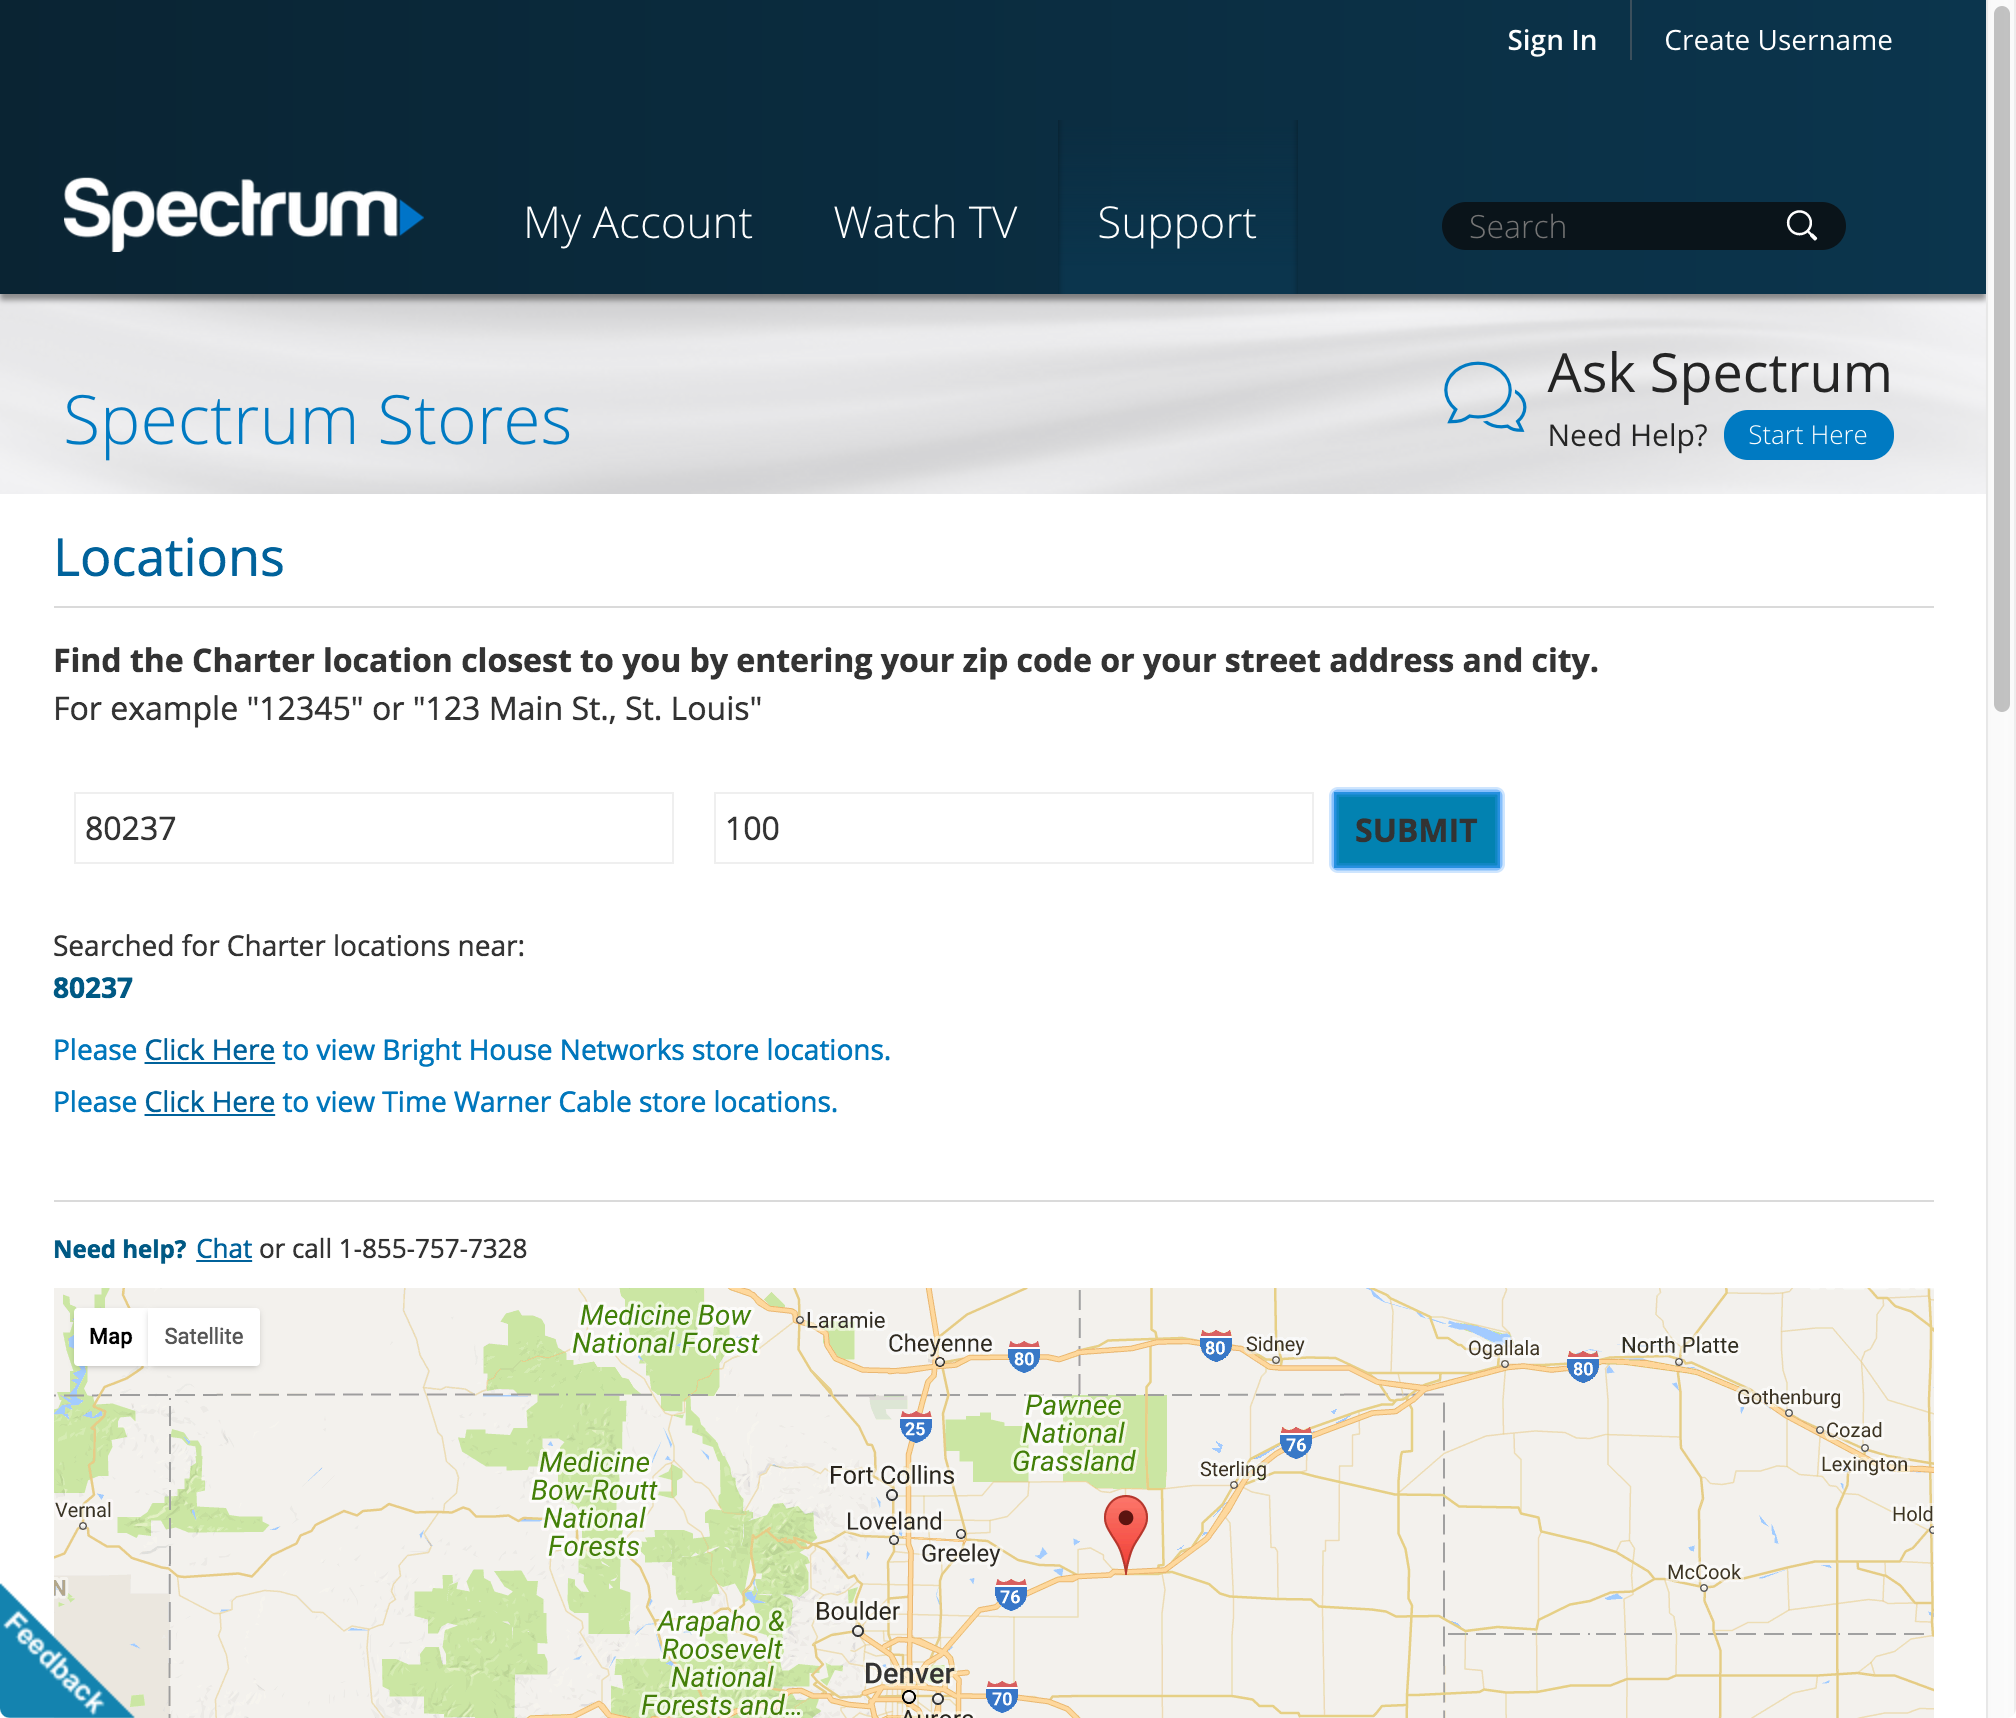 Sign In
Create Username
Spectrum
My Account
Watch TV
Support
Search
Spectrum Stores
Ask Spectrum
Need Help?
Start Here
Locations
Find the Charter location closest to you by entering your zip code or your street address and city.
For example "12345" or "123 Main St., St. Louis"
80237
100
SUBMIT
Searched for Charter locations near:
80237
Please Click Here to view Bright House Networks store locations.
Please Click Here to view Time Warner Cable store locations.
Need help? Chat or call 1-855-757-7328
Map
Satellite
Medicine Bow
National Forest
Laramie
Cheyenne
80
80
Sidney
Ogallala
80
North Platte
Gothenburg
Cozad
Lexington
Hold
25
Pawnee
National
Grassland
76
Sterling
Fort Collins
Medicine
Bow-Routt
National
Forests
Vernal
Loveland
Greeley
76
McCook
N
Boulder
Arapaho &
Roosevelt
National
Forests and...
Denver
70
Aurora
Feedback